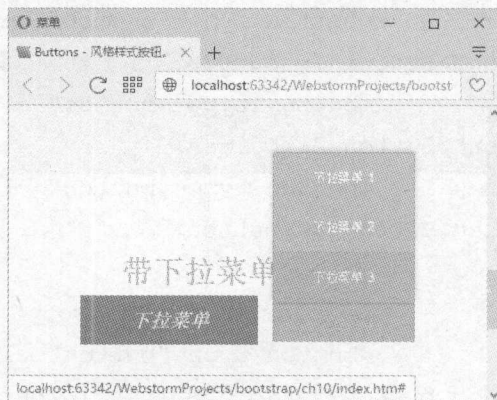 菜单
Buttons - 风格样式按钮。
localhost:63342/WebstormProjects/bootst
下拉菜单 1
下拉菜单 2
下拉菜单 3
带下拉菜单
下拉菜单
localhost:63342/WebstormProjects/bootstrap/ch10/index.htm#